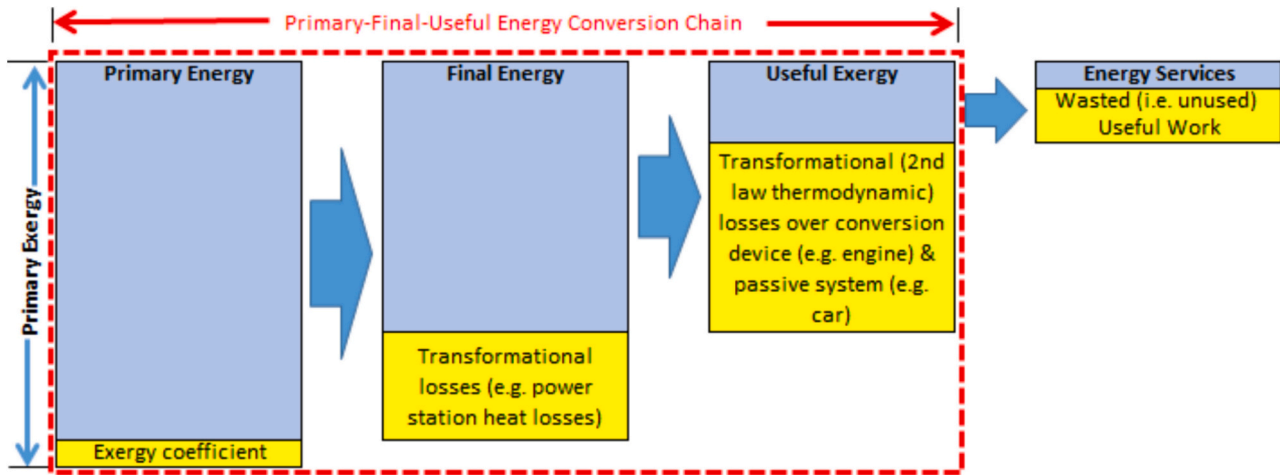 Primary-Final-Useful Energy Conversion Chain
Primary Exergy
Primary Energy
Exergy coefficient
Final Energy
Transformational
losses (e.g. power
station heat losses)
Useful Exergy
Transformational (2nd
law thermodynamic)
losses over conversion
device (e.g. engine) &
passive system (e.g.
car)
Energy Services
Wasted (i.e. unused)
Useful Work